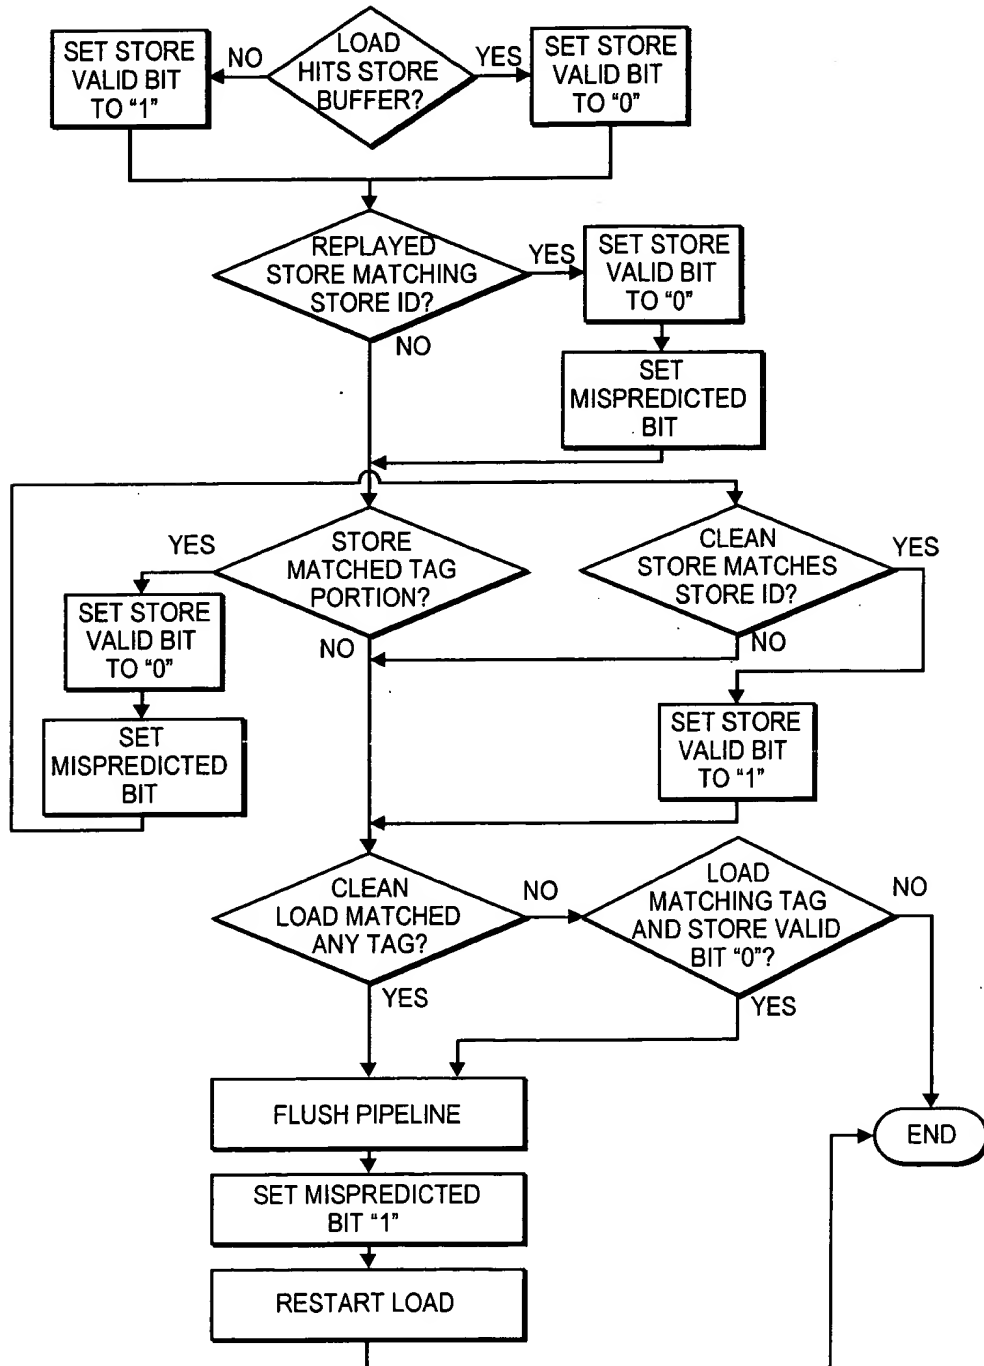 SET STORE
VALID BIT
TO "1"
NO
LOAD
HITS STORE
BUFFER?
YES
SET STORE
VALID BIT
TO "0"
REPLAYED
STORE MATCHING
STORE ID?
YES
NO
SET STORE
VALID BIT
TO "0"
SET
MISPREDICTED
BIT
YES
STORE
MATCHED TAG
PORTION?
NO
CLEAN
STORE MATCHES
STORE ID?
YES
NO
SET STORE
VALID BIT
TO "0"
SET
MISPREDICTED
BIT
SET STORE
VALID BIT
TO "1"
CLEAN
LOAD MATCHED
ANY TAG?
NO
YES
LOAD
MATCHING TAG
AND STORE VALID
BIT "0"?
NO
YES
FLUSH PIPELINE
END
SET MISPREDICTED
BIT "1"
RESTART LOAD